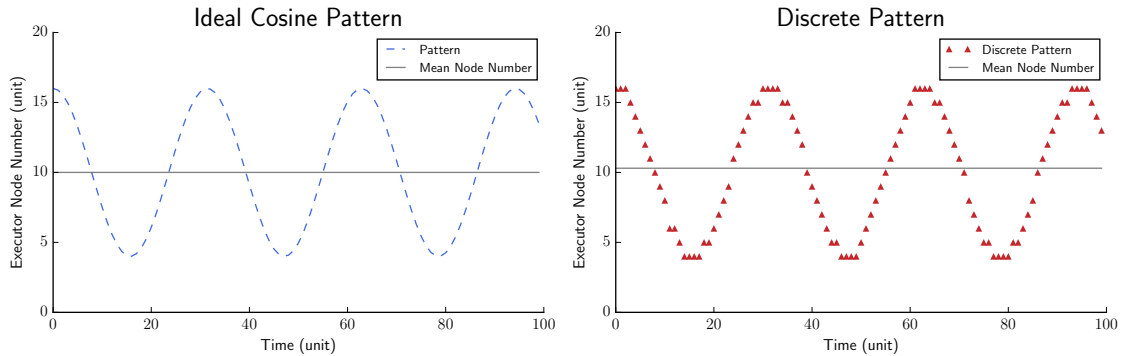 Ideal Cosine Pattern
Executor Node Number (unit)
20
15
10
5
0
Pattern
Mean Node Number
0 20 40 60 80 100
Time (unit)
Discrete Pattern
Executor Node Number (unit)
20
15
10
5
0
Discrete Pattern
Mean Node Number
0 20 40 60 80 100
Time (unit)